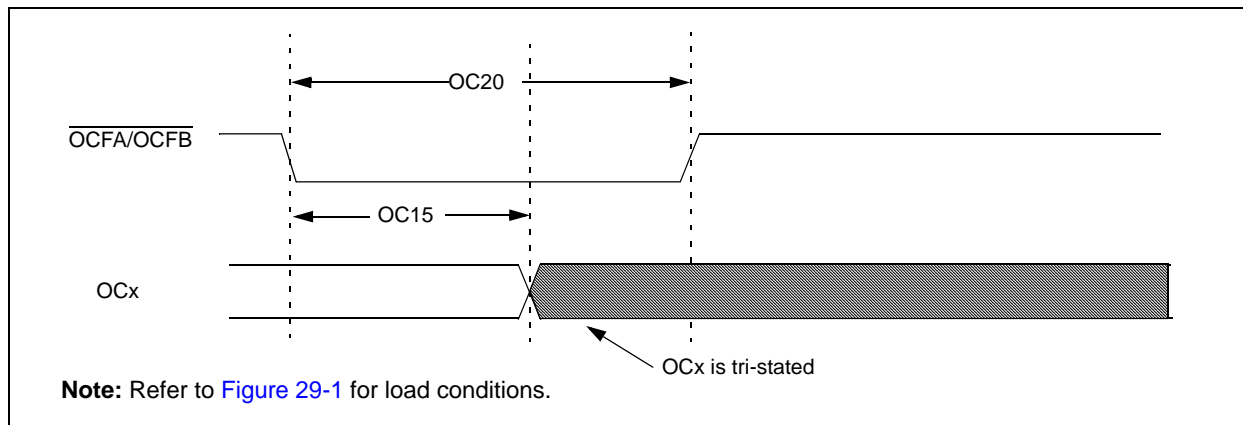 OC20
OCFA/OCFB
OC15
OCx
OCx is tri-stated
Note: Refer to Figure 29-1 for load conditions.